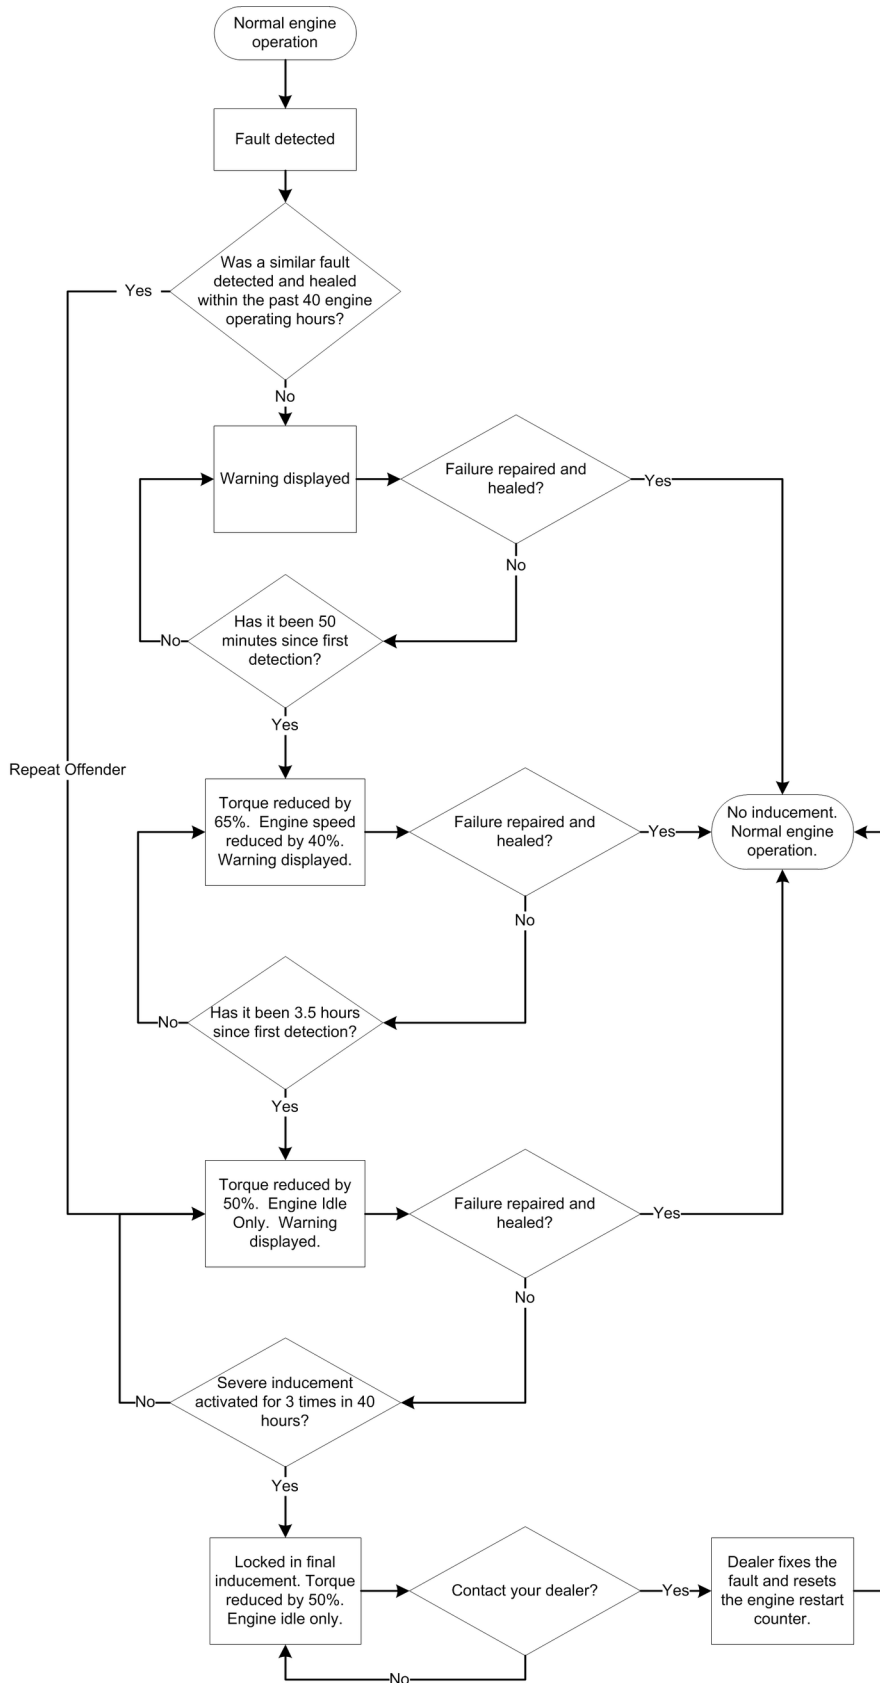 Normal engine
operation
Fault detected
Was a similar fault
detected and healed
within the past 40 engine
operating hours?
Yes
No
Warning displayed
Failure repaired and
healed?
Yes
No
Has it been 50
minutes since first
detection?
No
Yes
Repeat Offender
Torque reduced by
65%.  Engine speed
reduced by 40%.
Warning displayed.
Failure repaired and
healed?
Yes
No inducement.
Normal engine
operation.
No
Has it been 3.5 hours
since first detection?
No
Yes
Torque reduced by
50%.  Engine Idle
Only.  Warning
displayed.
Failure repaired and
healed?
Yes
No
Severe inducement
activated for 3 times in 40
hours?
No
Yes
Locked in final
inducement. Torque
reduced by 50%.
Engine idle only.
Contact your dealer?
Yes
Dealer fixes the
fault and resets
the engine restart
counter.
No